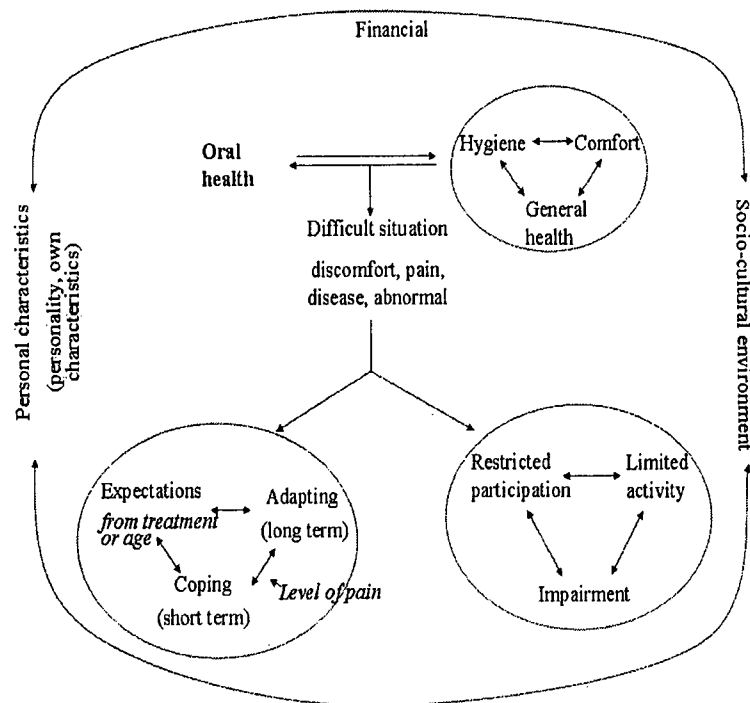 Financial
Oral
health
Hygiene
Comfort
General
health
Difficult situation
discomfort, pain,
disease, abnormal
Personal characteristics
(personality, own
characteristics)
Socio-cultural environment
Expectations
from treatment
or age
Adapting
(long term)
Coping
(short term)
Level of pain
Restricted
participation
Limited
activity
Impairment